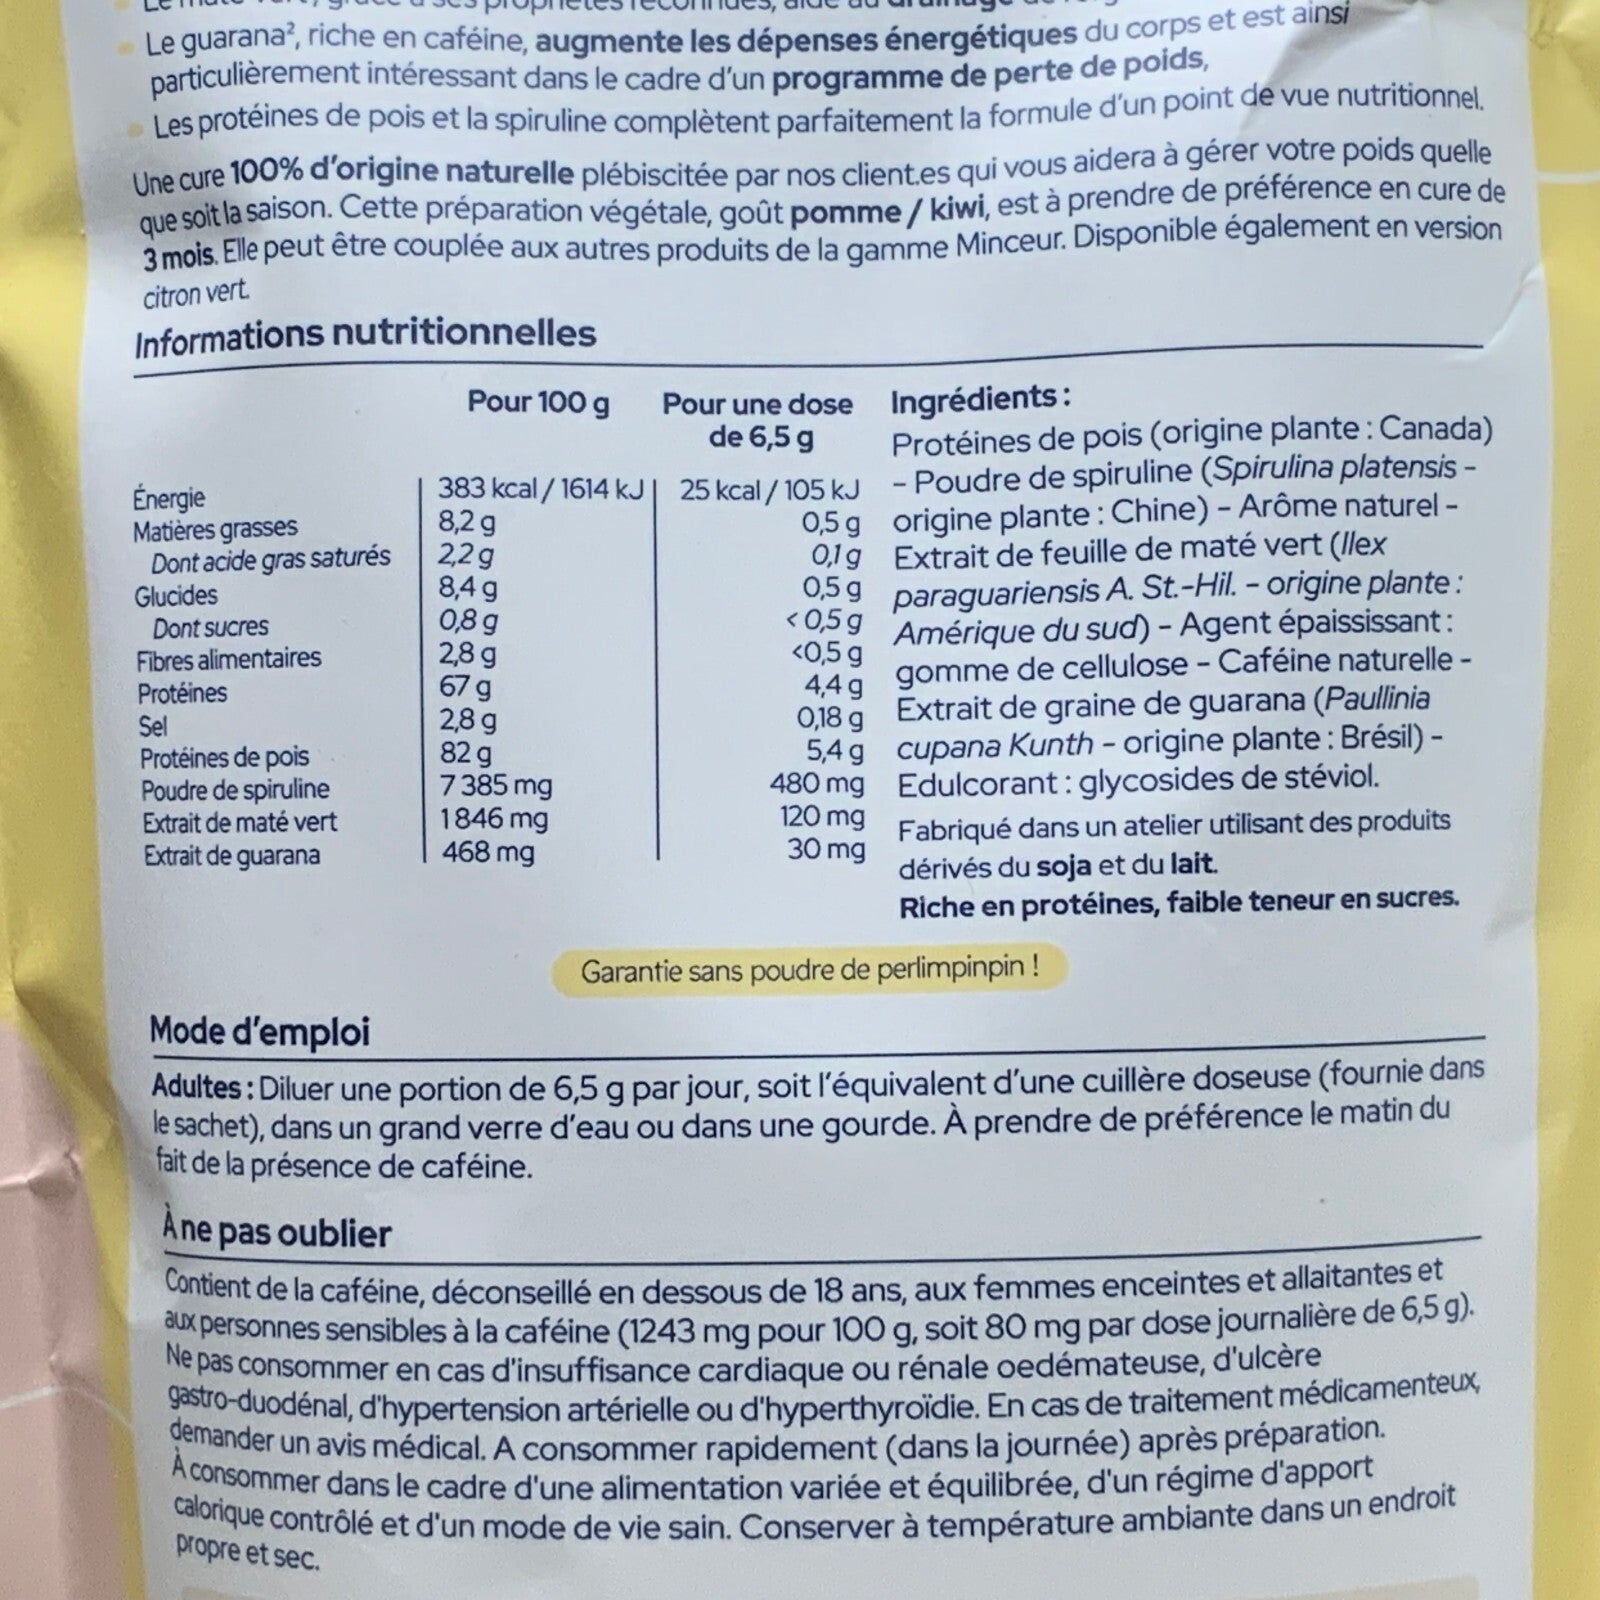 Le maté vert, grâce à ses propriétés reconnues, aide au drainage
Le guarana², riche en caféine, augmente les dépenses énergétiques du corps et est ainsi
particulièrement intéressant dans le cadre d'un programme de perte de poids,
Les protéines de pois et la spiruline complètent parfaitement la formule d'un point de vue nutritionnel.
Une cure 100% d'origine naturelle plébiscitée par nos client.es qui vous aidera à gérer votre poids quelle
que soit la saison. Cette préparation végétale, goût pomme / kiwi, est à prendre de préférence en cure de
3 mois. Elle peut être couplée aux autres produits de la gamme Minceur. Disponible également en version
citron vert.
Informations nutritionnelles
Pour 100 g Pour une dose
de 6,5 g
Énergie 383 kcal / 1614 kJ 25 kcal / 105 kJ
Matières grasses 8,2 g 0,5 g
Dont acide gras saturés 2,2 g 0,1 g
Glucides 8,4 g 0,5 g
Dont sucres 0,8 g < 0,5 g
Fibres alimentaires 2,8 g <0,5 g
Protéines 67 g 4,4 g
Sel 2,8 g 0,18 g
Protéines de pois 82 g 5,4 g
Poudre de spiruline 7 385 mg 480 mg
Extrait de maté vert 1 846 mg 120 mg
Extrait de guarana 468 mg 30 mg
Ingrédients :
Protéines de pois (origine plante : Canada)
- Poudre de spiruline (Spirulina platensis -
origine plante : Chine) - Arôme naturel -
Extrait de feuille de maté vert (Ilex
paraguariensis A. St.-Hil. - origine plante :
Amérique du sud) - Agent épaississant :
gomme de cellulose - Caféine naturelle -
Extrait de graine de guarana (Paullinia
cupana Kunth - origine plante : Brésil) -
Edulcorant : glycosides de stéviol.
Fabriqué dans un atelier utilisant des produits
dérivés du soja et du lait.
Riche en protéines, faible teneur en sucres.
Garantie sans poudre de perlimpinpin !
Mode d'emploi
Adultes : Diluer une portion de 6,5 g par jour, soit l'équivalent d'une cuillère doseuse (fournie dans
le sachet), dans un grand verre d'eau ou dans une gourde. À prendre de préférence le matin du
fait de la présence de caféine.
À ne pas oublier
Contient de la caféine, déconseillé en dessous de 18 ans, aux femmes enceintes et allaitantes et
aux personnes sensibles à la caféine (1243 mg pour 100 g, soit 80 mg par dose journalière de 6,5 g).
Ne pas consommer en cas d'insuffisance cardiaque ou rénale oedémateuse, d'ulcère
gastro-duodénal, d'hypertension artérielle ou d'hyperthyroïdie. En cas de traitement médicamenteux,
demander un avis médical. A consommer rapidement (dans la journée) après préparation.
À consommer dans le cadre d'une alimentation variée et équilibrée, d'un régime d'apport
calorique contrôlé et d'un mode de vie sain. Conserver à température ambiante dans un endroit
propre et sec.